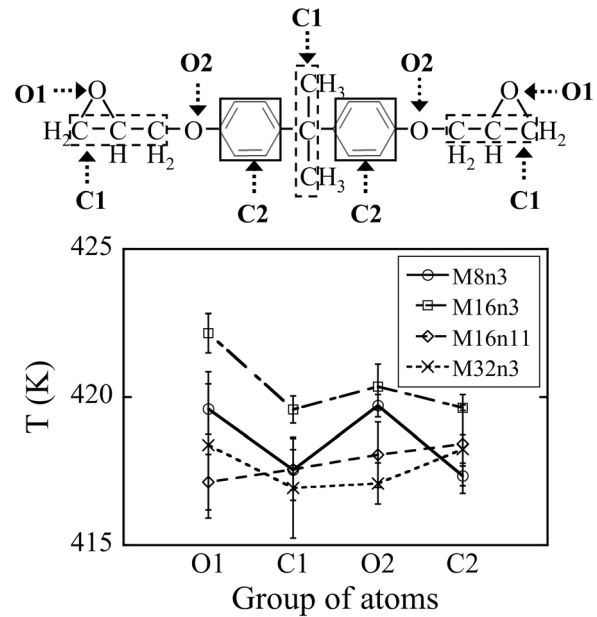 C1
O1 O2 CH3 O2 O1
O O
H2C C C O C O C C CH2
H H2 H2 H
CH3
C1 C2 C2 C1
425
420
415
T (K)
M8n3
M16n3
M16n11
M32n3
O1 C1 O2 C2
Group of atoms